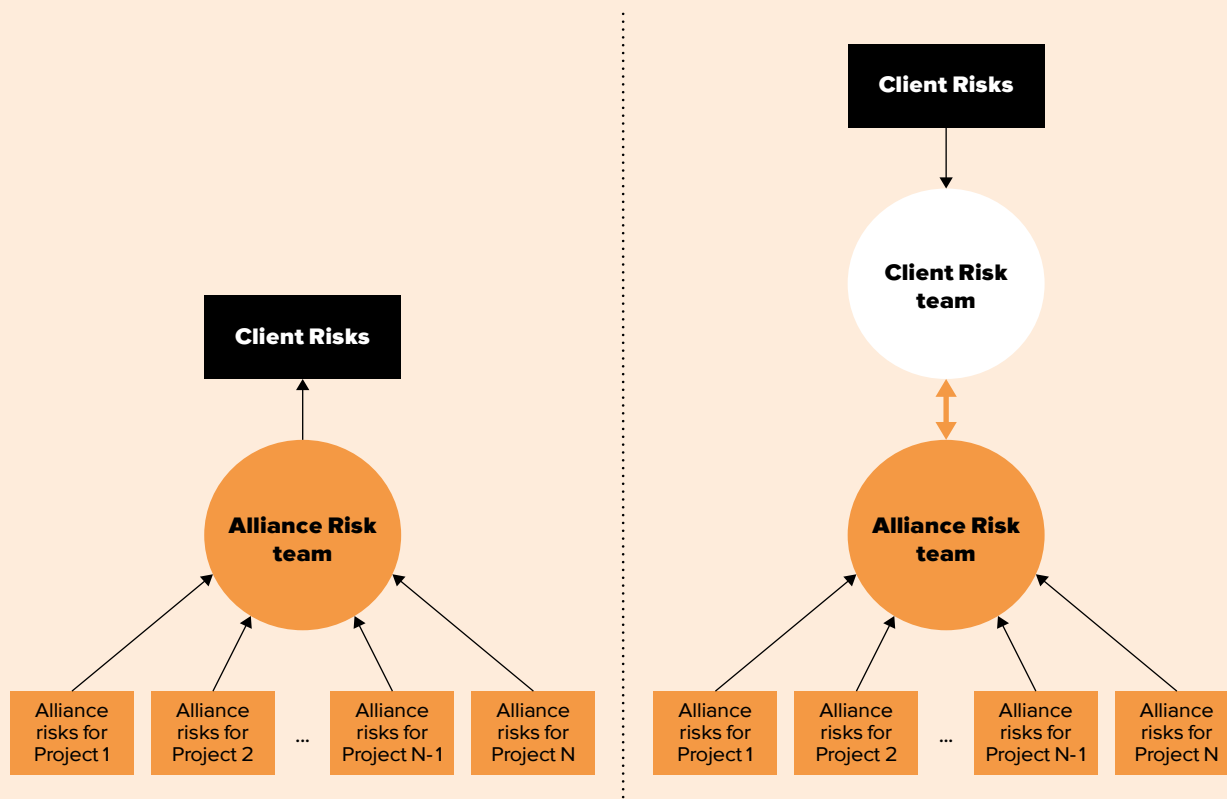 Client Risks
Alliance Risk
team
Alliance
risks for
Project 1
Alliance
risks for
Project 2
...
Alliance
risks for
Project N-1
Alliance
risks for
Project N
Client Risks
Client Risk
team
Alliance Risk
team
Alliance
risks for
Project 1
Alliance
risks for
Project 2
...
Alliance
risks for
Project N-1
Alliance
risks for
Project N